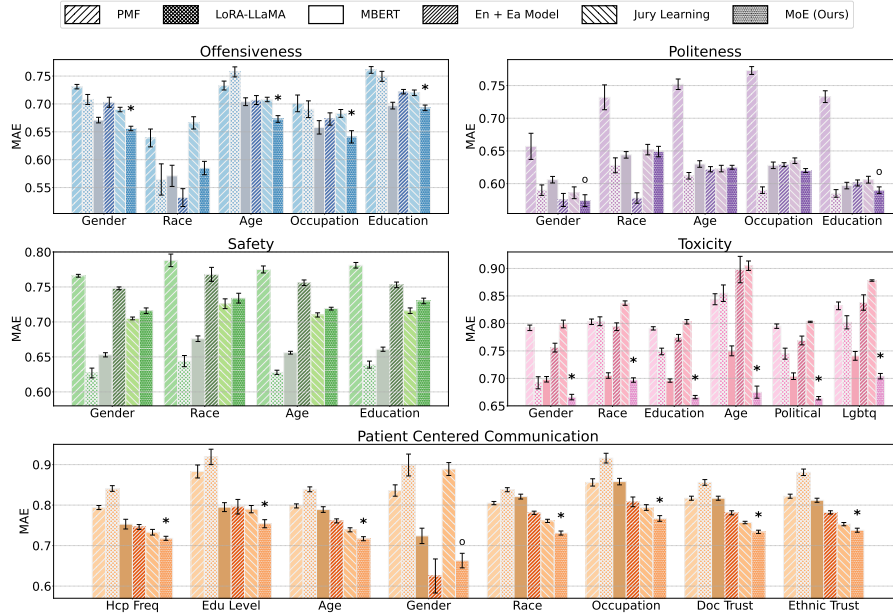 PMF LoRA-LLaMA MBERT En + Ea Model Jury Learning MoE (Ours)
Offensiveness
MAE
0.75
0.70
0.65
0.60
0.55
* * * *
Gender Race Age Occupation Education
Politeness
MAE
0.75
0.70
0.65
0.60
o o
Gender Race Age Occupation Education
Safety
MAE
0.80
0.75
0.70
0.65
0.60
Gender Race Age Education
Toxicity
MAE
0.90
0.85
0.80
0.75
0.70
0.65
* * * * * *
Gender Race Education Age Political Lgbtq
Patient Centered Communication
MAE
0.9
0.8
0.7
0.6
* * * o * * * *
Hcp Freq Edu Level Age Gender Race Occupation Doc Trust Ethnic Trust